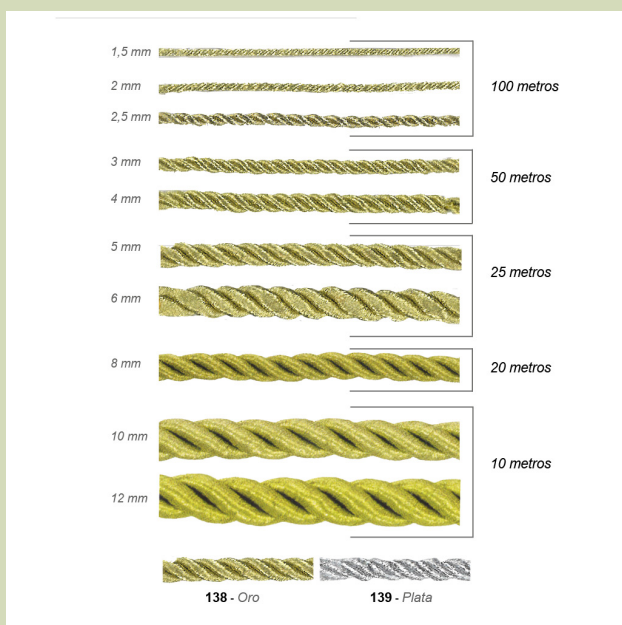 1,5 mm
2 mm
100 metros
2,5 mm
3 mm
50 metros
4 mm
5 mm
25 metros
6 mm
8 mm
20 metros
10 mm
10 metros
12 mm
138 - Oro
139 - Plata